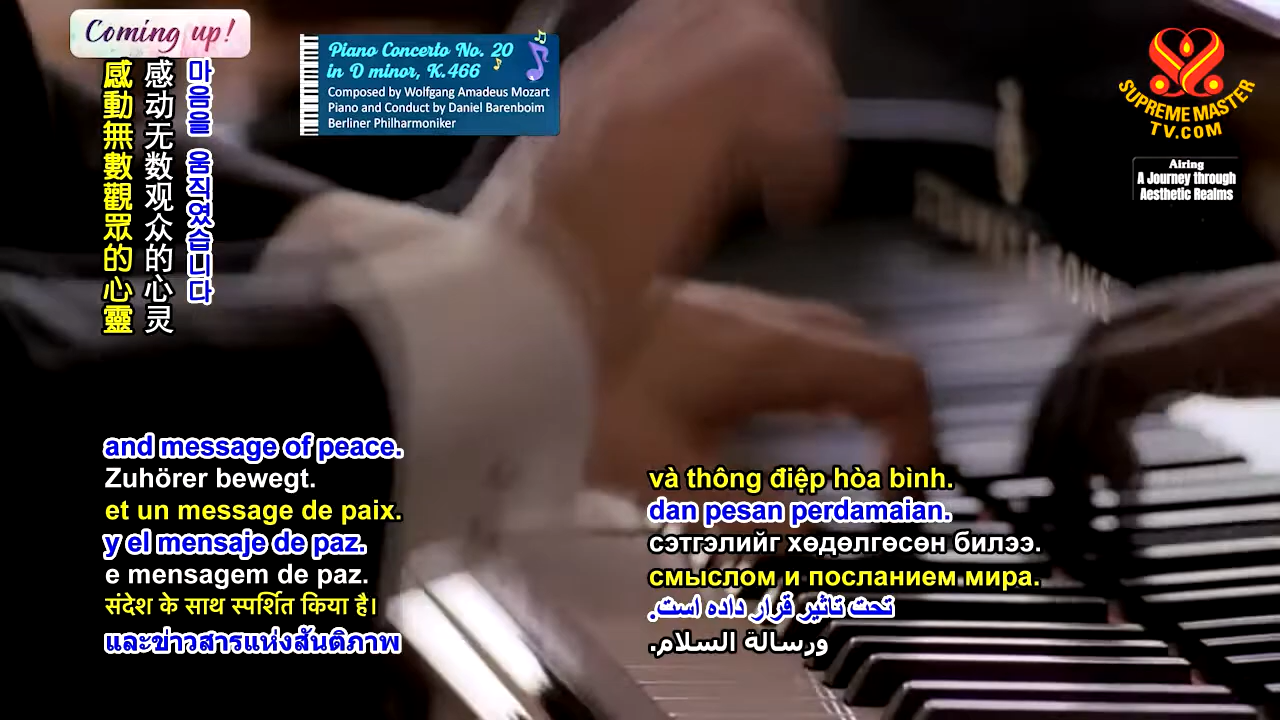 Coming up!
感動無數觀眾的心靈
感动无数观众的心灵
마음을 움직였습니다
Piano Concerto No. 20
in D minor, K.466
Composed by Wolfgang Amadeus Mozart
Piano and Conduct by Daniel Barenboim
Berliner Philharmoniker
SUPREME MASTER
TV.COM
Airing
A Journey through
Aesthetic Realms
and message of peace.
Zuhörer bewegt.
et un message de paix.
y el mensaje de paz.
e mensagem de paz.
संदेश के साथ स्पर्शित किया है।
และข่าวสารแห่งสันติภาพ
và thông điệp hòa bình.
dan pesan perdamaian.
сэтгэлийг хөдөлгөсөн билээ.
смыслом и посланием мира.
تحت تاثیر قرار داده است.
ورسالة السلام.